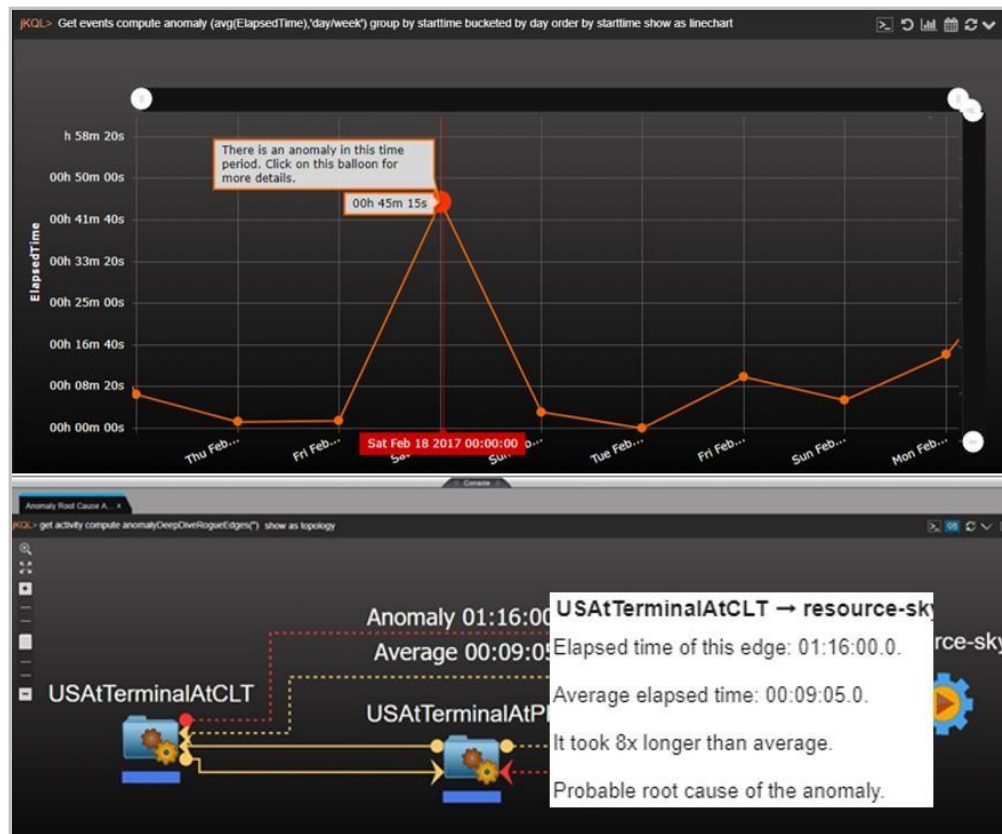 jKQL> Get events compute anomaly (avg(ElapsedTime),'day/week') group by starttime bucketed by day order by starttime show as linechart
h 58m 20s
There is an anomaly in this time
period. Click on this balloon for
more details.
00h 50m 00s
00h 45m 15s
00h 41m 40s
00h 33m 20s
ElapsedTime
00h 25m 00s
00h 16m 40s
00h 08m 20s
00h 00m 00s
Thu Feb...
Fri Feb...
Sat Feb 18 2017 00:00:00
Tue Feb...
Fri Feb...
Sun Feb...
Mon Feb...
Console
Anomaly Root Cause A... x
jKQL> get activity compute anomalyDeepDiveRogueEdges('') show as topology
Anomaly 01:16:00
Average 00:09:05
USAtTerminalAtCLT
USAtTerminalAtP
USAtTerminalAtCLT → resource-sky
Elapsed time of this edge: 01:16:00.0.
Average elapsed time: 00:09:05.0.
It took 8x longer than average.
Probable root cause of the anomaly.
rce-sky